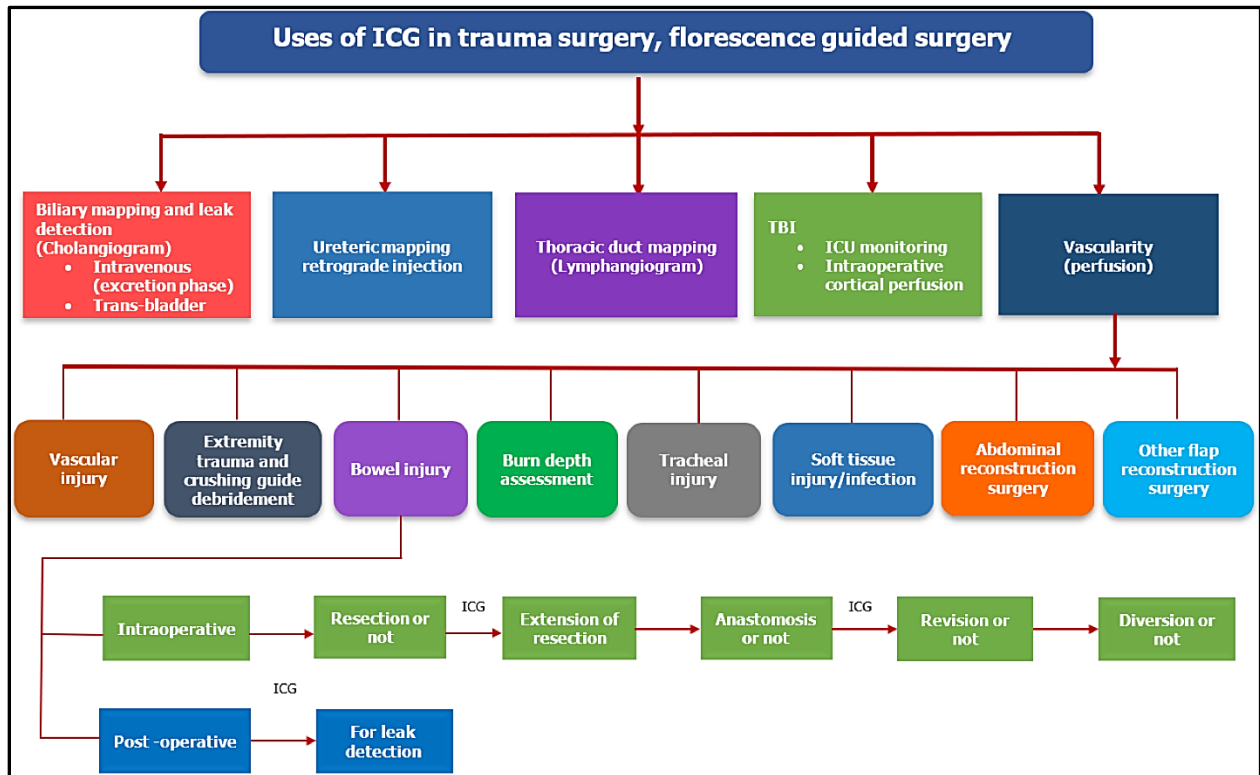 Uses of ICG in trauma surgery, florescence guided surgery
Biliary mapping and leak
detection
(Cholangiogram)
• Intravenous
(excretion phase)
• Trans-bladder
Ureteric mapping
retrograde injection
Thoracic duct mapping
(Lymphangiogram)
TBI
• ICU monitoring
• Intraoperative
cortical perfusion
Vascularity
(perfusion)
Vascular
injury
Extremity
trauma and
crushing guide
debridement
Bowel injury
Burn depth
assessment
Tracheal
injury
Soft tissue
injury/infection
Abdominal
reconstruction
surgery
Other flap
reconstruction
surgery
Intraoperative
Resection or
not
ICG
Extension of
resection
Anastomosis
or not
ICG
Revision or
not
Diversion or
not
Post -operative
ICG
For leak
detection